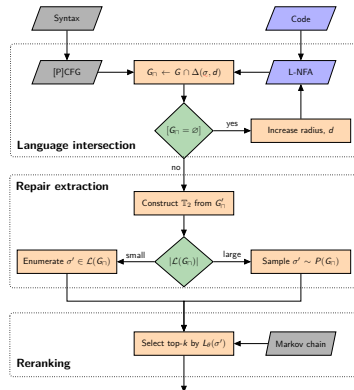 Syntax
Code
[P]CFG
G∩ ← G ∩ Δ(σ, d)
L-NFA
[G∩ = ∅]
yes
Increase radius, d
Language intersection
no
Repair extraction
Construct 𝕋₂ from G′∩
Enumerate σ′ ∈ ℒ(G∩)
small
|ℒ(G∩)|
large
Sample σ′ ∼ P(G∩)
Select top-k by L_θ(σ′)
Markov chain
Reranking